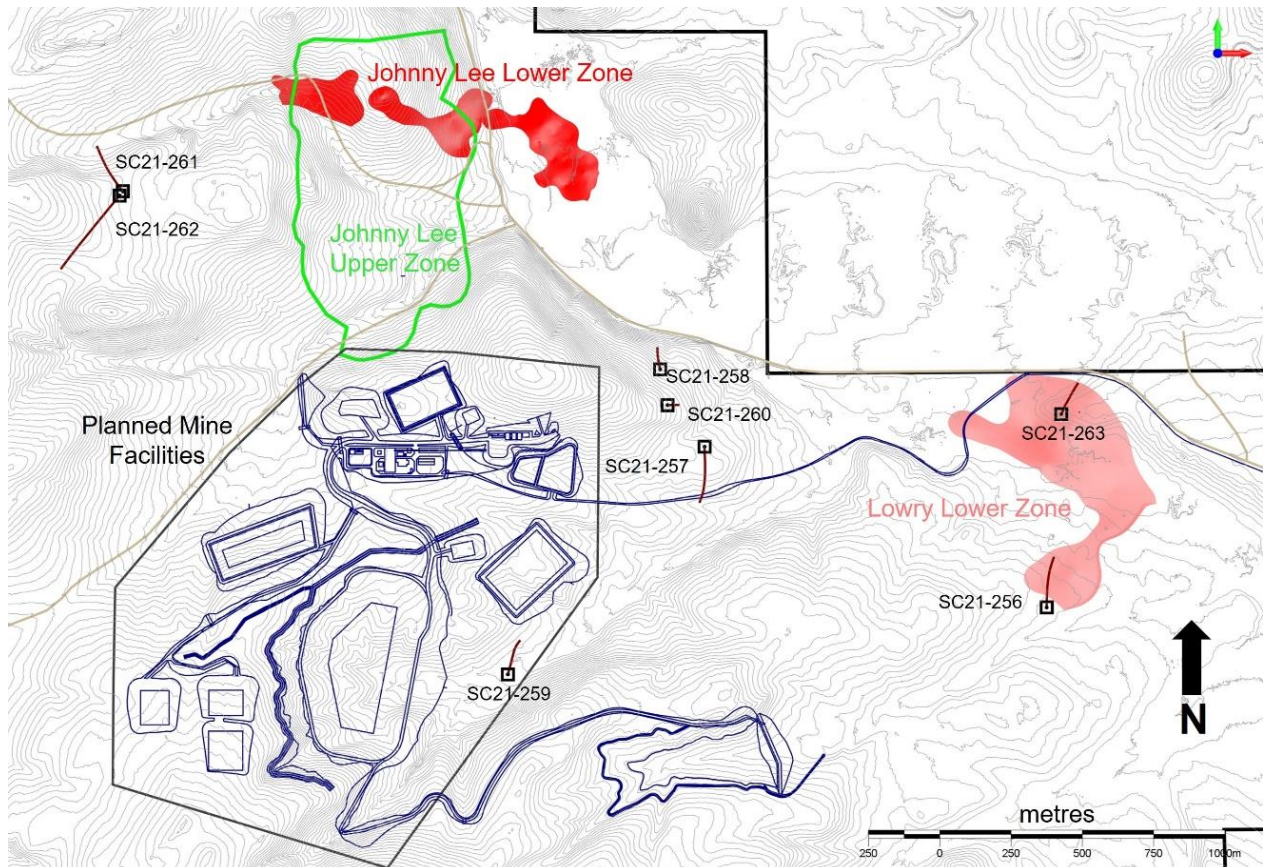 Johnny Lee Lower Zone
SC21-261
SC21-262
Johnny Lee
Upper Zone
SC21-258
SC21-260
SC21-263
Planned Mine
Facilities
SC21-257
Lowry Lower Zone
SC21-256
SC21-259
N
metres
250 0 250 500 750 1000m